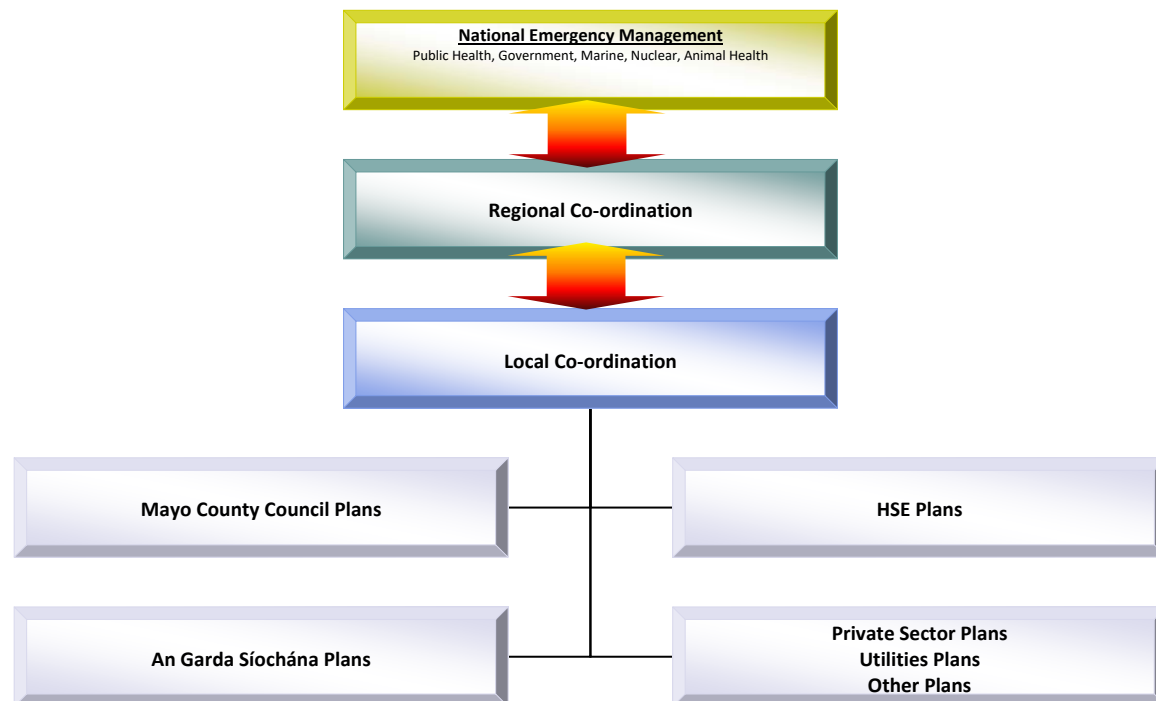 National Emergency Management
Public Health, Government, Marine, Nuclear, Animal Health
Regional Co-ordination
Local Co-ordination
Mayo County Council Plans
HSE Plans
An Garda Síochána Plans
Private Sector Plans
Utilities Plans
Other Plans